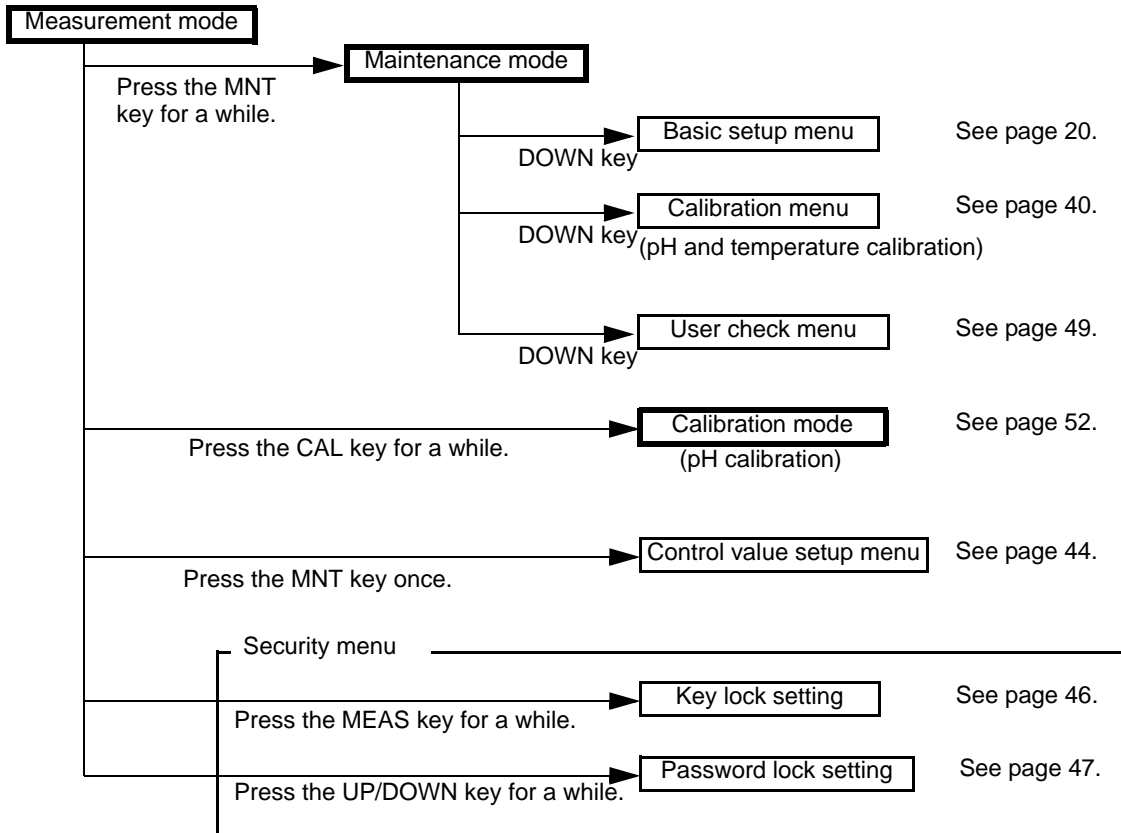 Measurement mode
Maintenance mode
Press the MNT
key for a while.
Basic setup menu See page 20.
DOWN key
Calibration menu See page 40.
DOWN key
(pH and temperature calibration)
User check menu See page 49.
DOWN key
Calibration mode See page 52.
Press the CAL key for a while.
(pH calibration)
Control value setup menu See page 44.
Press the MNT key once.
Security menu
Key lock setting See page 46.
Press the MEAS key for a while.
Password lock setting See page 47.
Press the UP/DOWN key for a while.